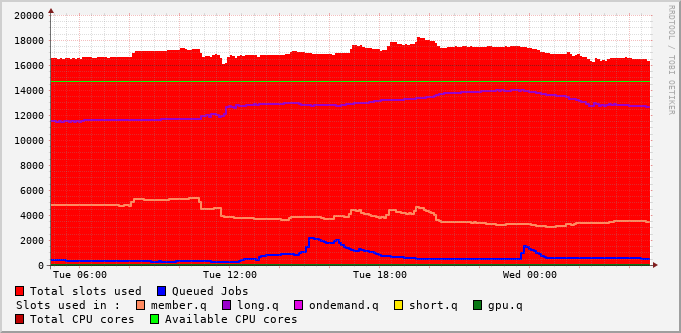 20000
18000
16000
14000
12000
10000
8000
6000
4000
2000
0
Tue 06:00 Tue 12:00 Tue 18:00 Wed 00:00
RRDTOOL / TOBI OETIKER
Total slots used Queued Jobs
Slots used in : member.q long.q ondemand.q short.q gpu.q
Total CPU cores Available CPU cores